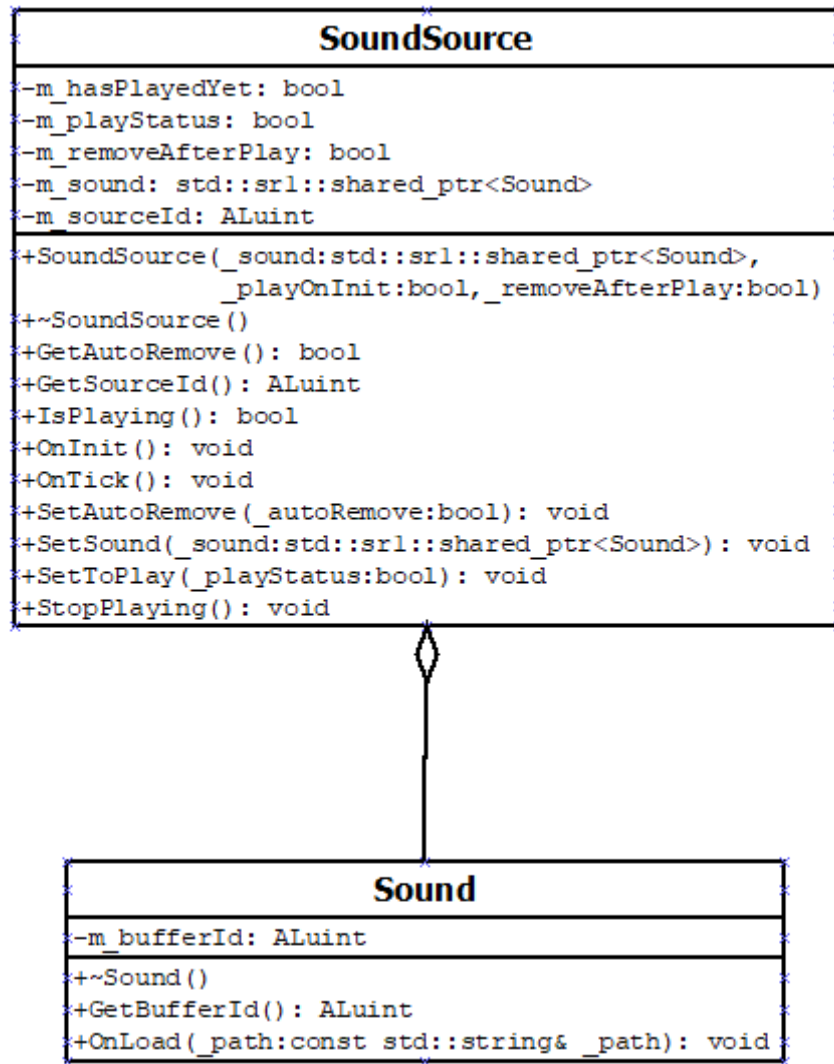 SoundSource
-m_hasPlayedYet: bool
-m_playStatus: bool
-m_removeAfterPlay: bool
-m_sound: std::sr1::shared_ptr<Sound>
-m_sourceId: ALuint
+SoundSource(_sound:std::sr1::shared_ptr<Sound>,
_playOnInit:bool,_removeAfterPlay:bool)
+~SoundSource()
+GetAutoRemove(): bool
+GetSourceId(): ALuint
+IsPlaying(): bool
+OnInit(): void
+OnTick(): void
+SetAutoRemove(_autoRemove:bool): void
+SetSound(_sound:std::sr1::shared_ptr<Sound>): void
+SetToPlay(_playStatus:bool): void
+StopPlaying(): void
Sound
-m_bufferId: ALuint
+~Sound()
+GetBufferId(): ALuint
+OnLoad(_path:const std::string& _path): void